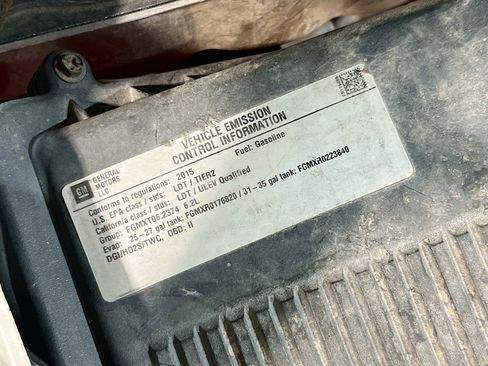 GM
GENERAL
MOTORS
LLC
VEHICLE EMISSION
CONTROL INFORMATION
Fuel: Gasoline
Conforms to regulations: 2015
U.S. EPA class / stds: LDT / TIER2
California class / stds: LDT / ULEV Qualified
Group: FGMXT06.2374 6.2L
Evap: 25-27 gal tank: FGMXR0176820 / 31-35 gal tank: FGMXR0223840
DGI/HO2S/TWC, OBD: II